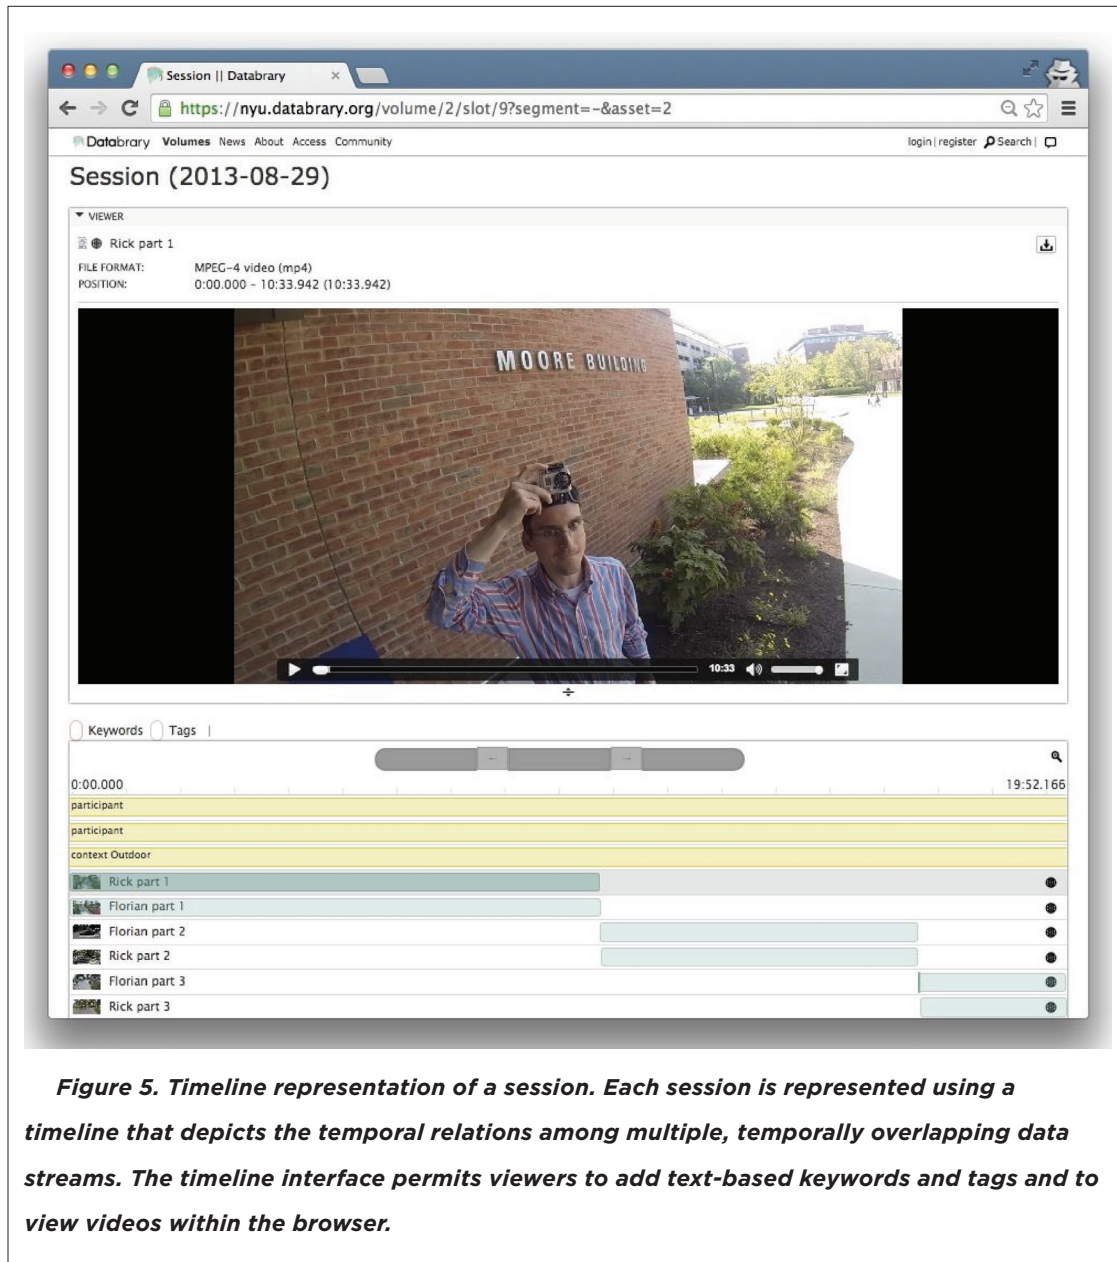 Session || Databrary
https://nyu.databrary.org/volume/2/slot/9?segment=-&asset=2
Databrary Volumes News About Access Community login | register Search |
Session (2013-08-29)
VIEWER
Rick part 1
FILE FORMAT: MPEG-4 video (mp4)
POSITION: 0:00.000 - 10:33.942 (10:33.942)
MOORE BUILDING
10:33
Keywords Tags |
0:00.000 19:52.166
participant
participant
context Outdoor
Rick part 1
Florian part 1
Florian part 2
Rick part 2
Florian part 3
Rick part 3
Figure 5. Timeline representation of a session. Each session is represented using a
timeline that depicts the temporal relations among multiple, temporally overlapping data
streams. The timeline interface permits viewers to add text-based keywords and tags and to
view videos within the browser.